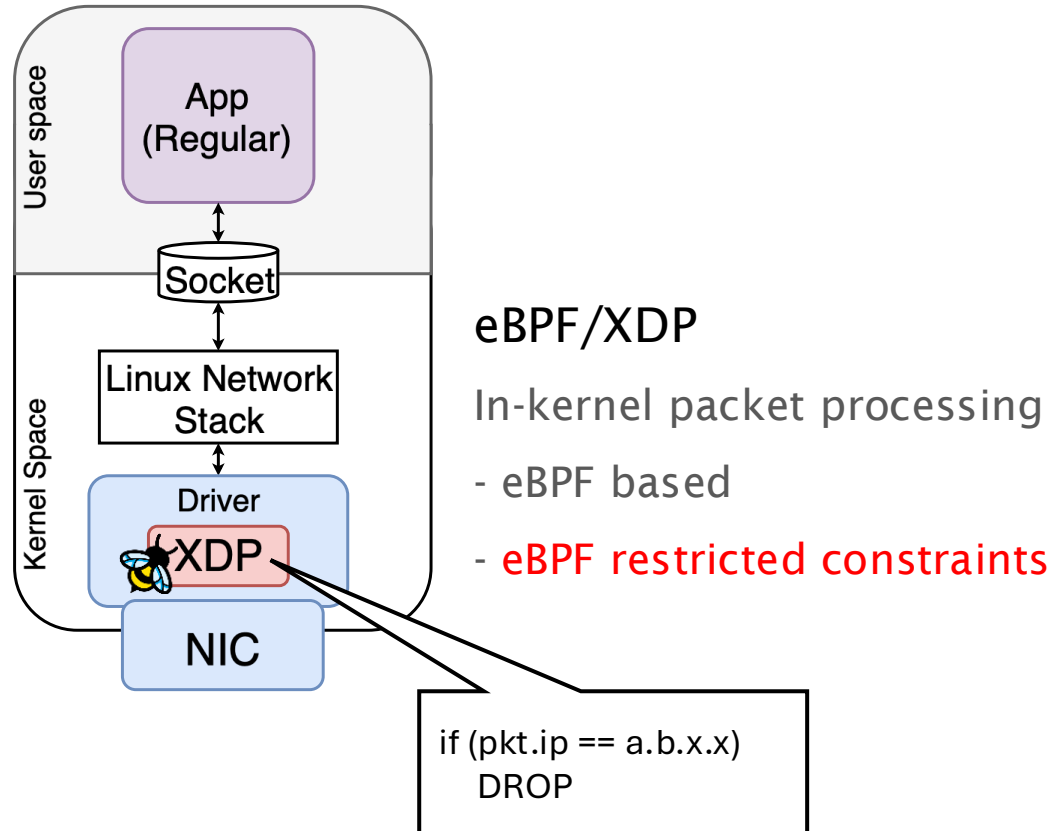 User space
App
(Regular)
Socket
Kernel Space
Linux Network
Stack
Driver
XDP
NIC
eBPF/XDP
In-kernel packet processing
- eBPF based
- eBPF restricted constraints
if (pkt.ip == a.b.x.x)
DROP